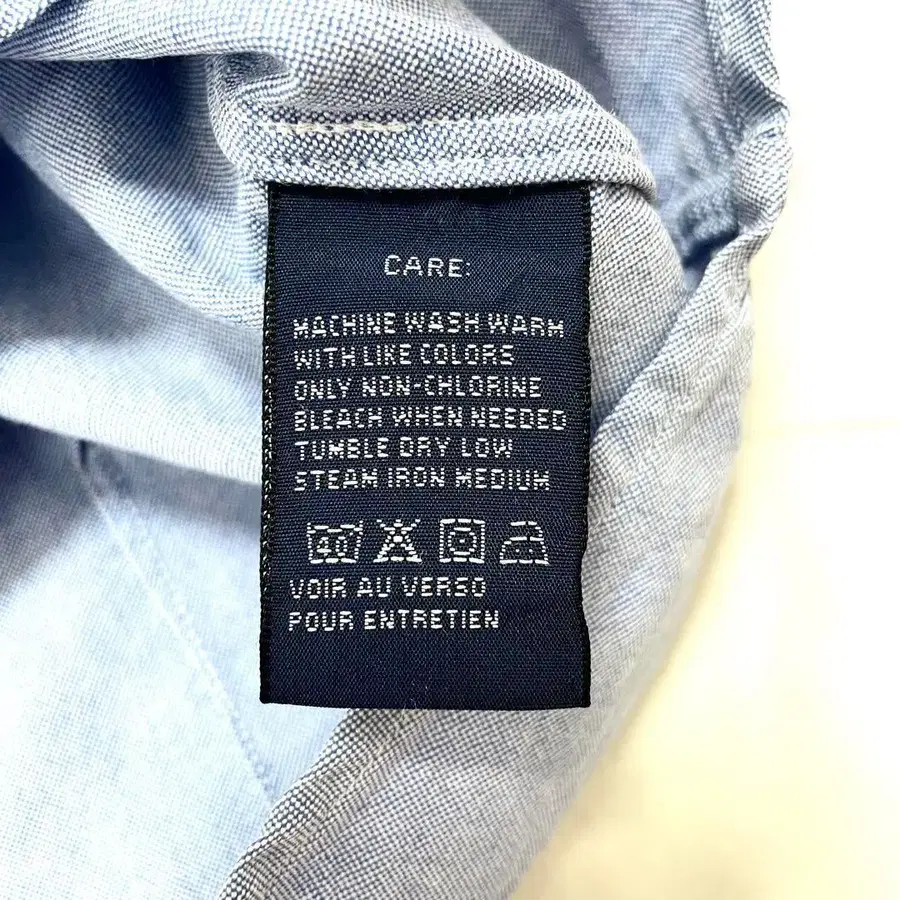 CARE:
MACHINE WASH WARM
WITH LIKE COLORS
ONLY NON-CHLORINE
BLEACH WHEN NEEDED
TUMBLE DRY LOW
STEAM IRON MEDIUM
40
VOIR AU VERSO
POUR ENTRETIEN